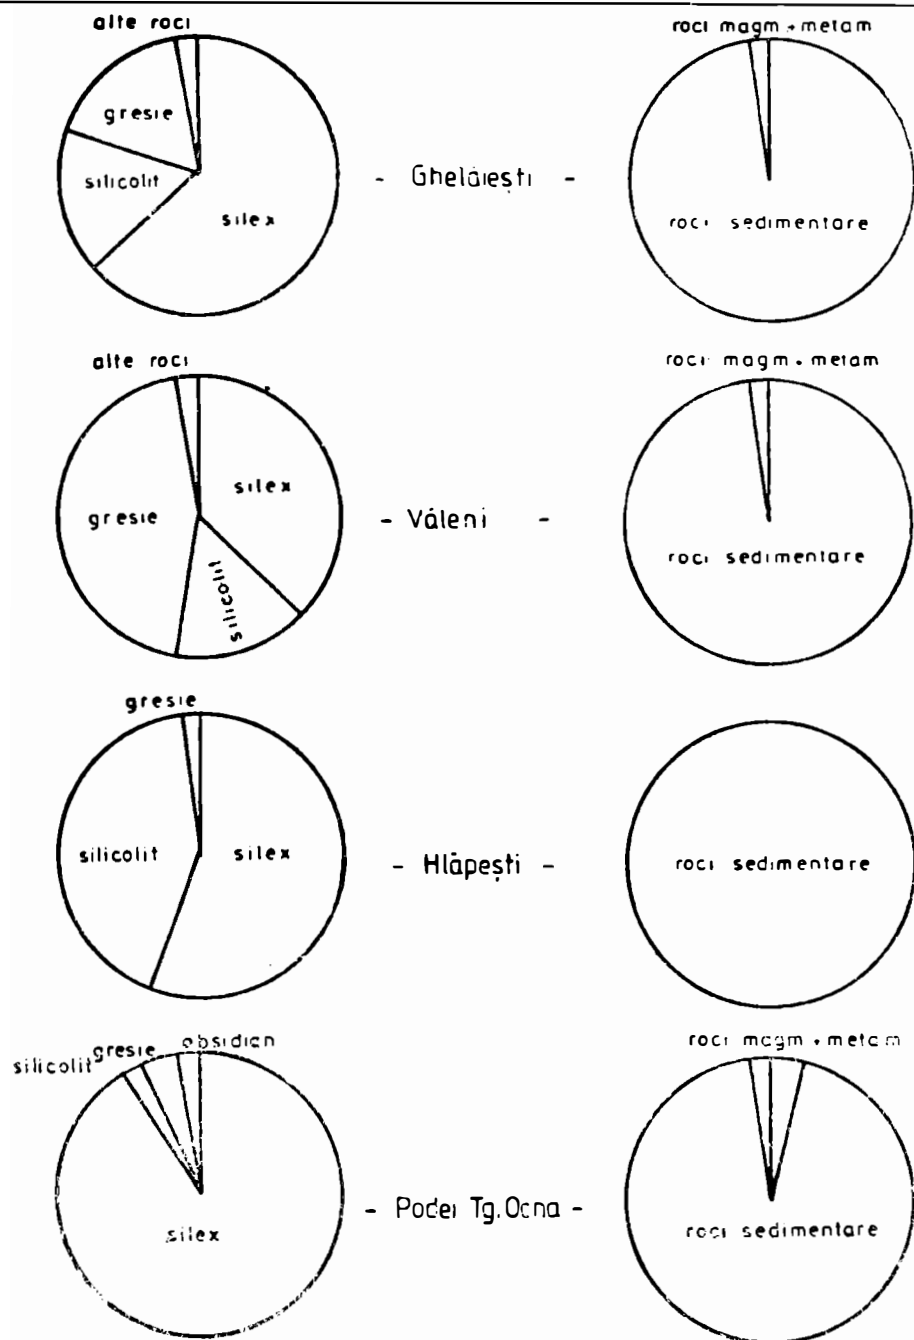 alte roci
roci magm + metam
gresie
silicolit
silex
- Ghelăiești -
roci sedimentare
alte roci
roci magm + metam
silex
gresie
silicolit
- Văleni -
roci sedimentare
gresie
silicolit
silex
- Hlăpești -
roci sedimentare
silicolit
gresie
obsidian
roci magm + metam
silex
- Podei Tg. Ocna -
roci sedimentare